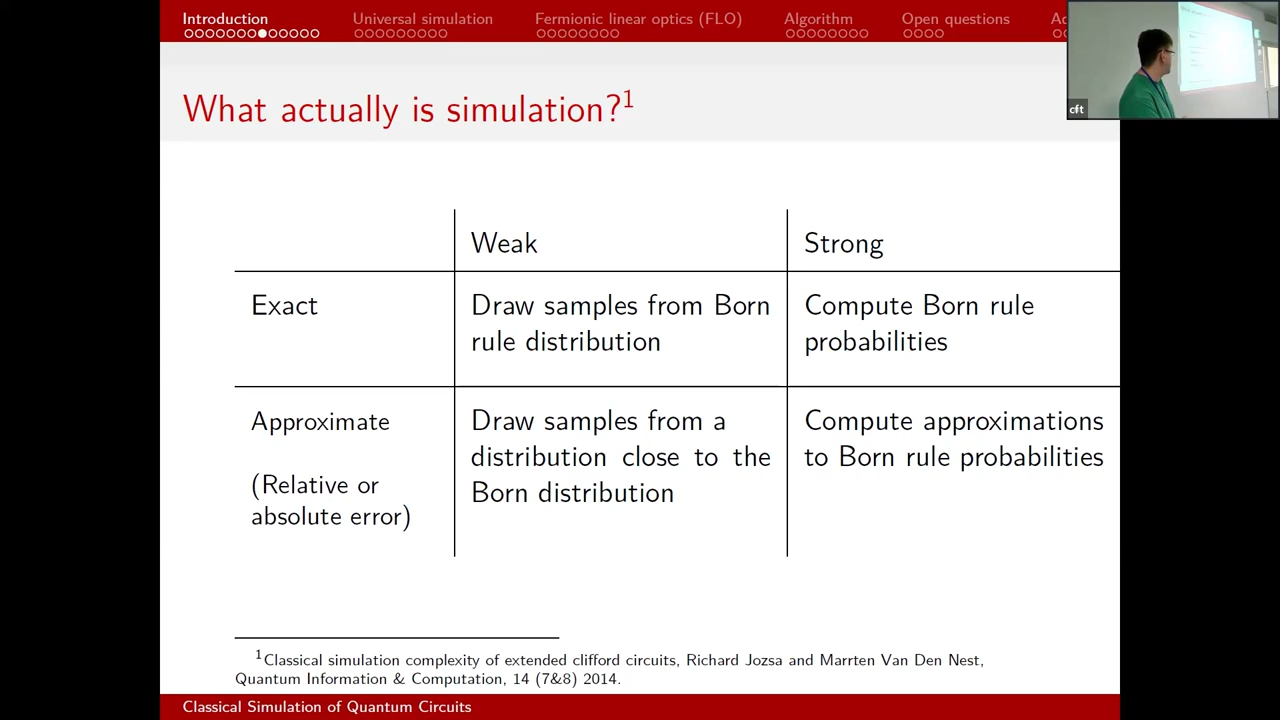 Introduction
Universal simulation
Fermionic linear optics (FLO)
Algorithm
Open questions
cft
What actually is simulation?1
Weak
Strong
Exact
Draw samples from Born
rule distribution
Compute Born rule
probabilities
Approximate
(Relative or
absolute error)
Draw samples from a
distribution close to the
Born distribution
Compute approximations
to Born rule probabilities
1Classical simulation complexity of extended clifford circuits, Richard Jozsa and Marrten Van Den Nest,
Quantum Information & Computation, 14 (7&8) 2014.
Classical Simulation of Quantum Circuits